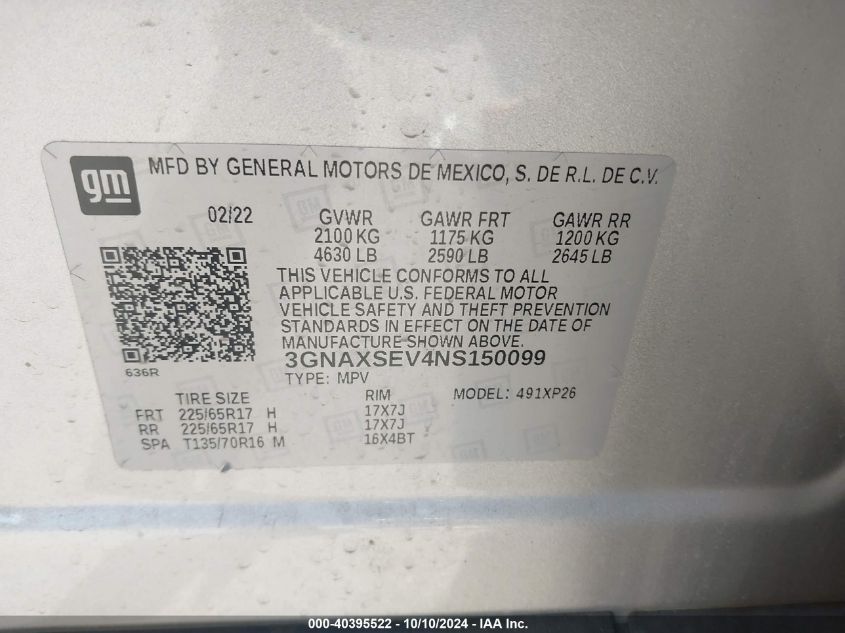 gm
MFD BY GENERAL MOTORS DE MEXICO, S. DE R.L. DE C.V.
02/22 GVWR GAWR FRT GAWR RR
2100 KG 1175 KG 1200 KG
4630 LB 2590 LB 2645 LB
THIS VEHICLE CONFORMS TO ALL
APPLICABLE U.S. FEDERAL MOTOR
VEHICLE SAFETY AND THEFT PREVENTION
STANDARDS IN EFFECT ON THE DATE OF
MANUFACTURE SHOWN ABOVE.
636R
3GNAXSEV4NS150099
TYPE: MPV MODEL: 491XP26
TIRE SIZE RIM
FRT 225/65R17 H 17X7J
RR 225/65R17 H 17X7J
SPA T135/70R16 M 16X4BT
000-40395522 - 10/10/2024 - IAA Inc.